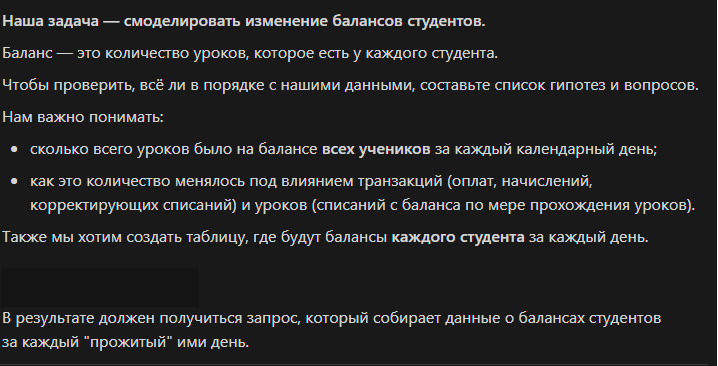 Наша задача — смоделировать изменение балансов студентов.
Баланс — это количество уроков, которое есть у каждого студента.
Чтобы проверить, всё ли в порядке с нашими данными, составьте список гипотез и вопросов.
Нам важно понимать:
• сколько всего уроков было на балансе всех учеников за каждый календарный день;
• как это количество менялось под влиянием транзакций (оплат, начислений,
корректирующих списаний) и уроков (списаний с баланса по мере прохождения уроков).
Также мы хотим создать таблицу, где будут балансы каждого студента за каждый день.
В результате должен получиться запрос, который собирает данные о балансах студентов
за каждый "прожитый" ими день.